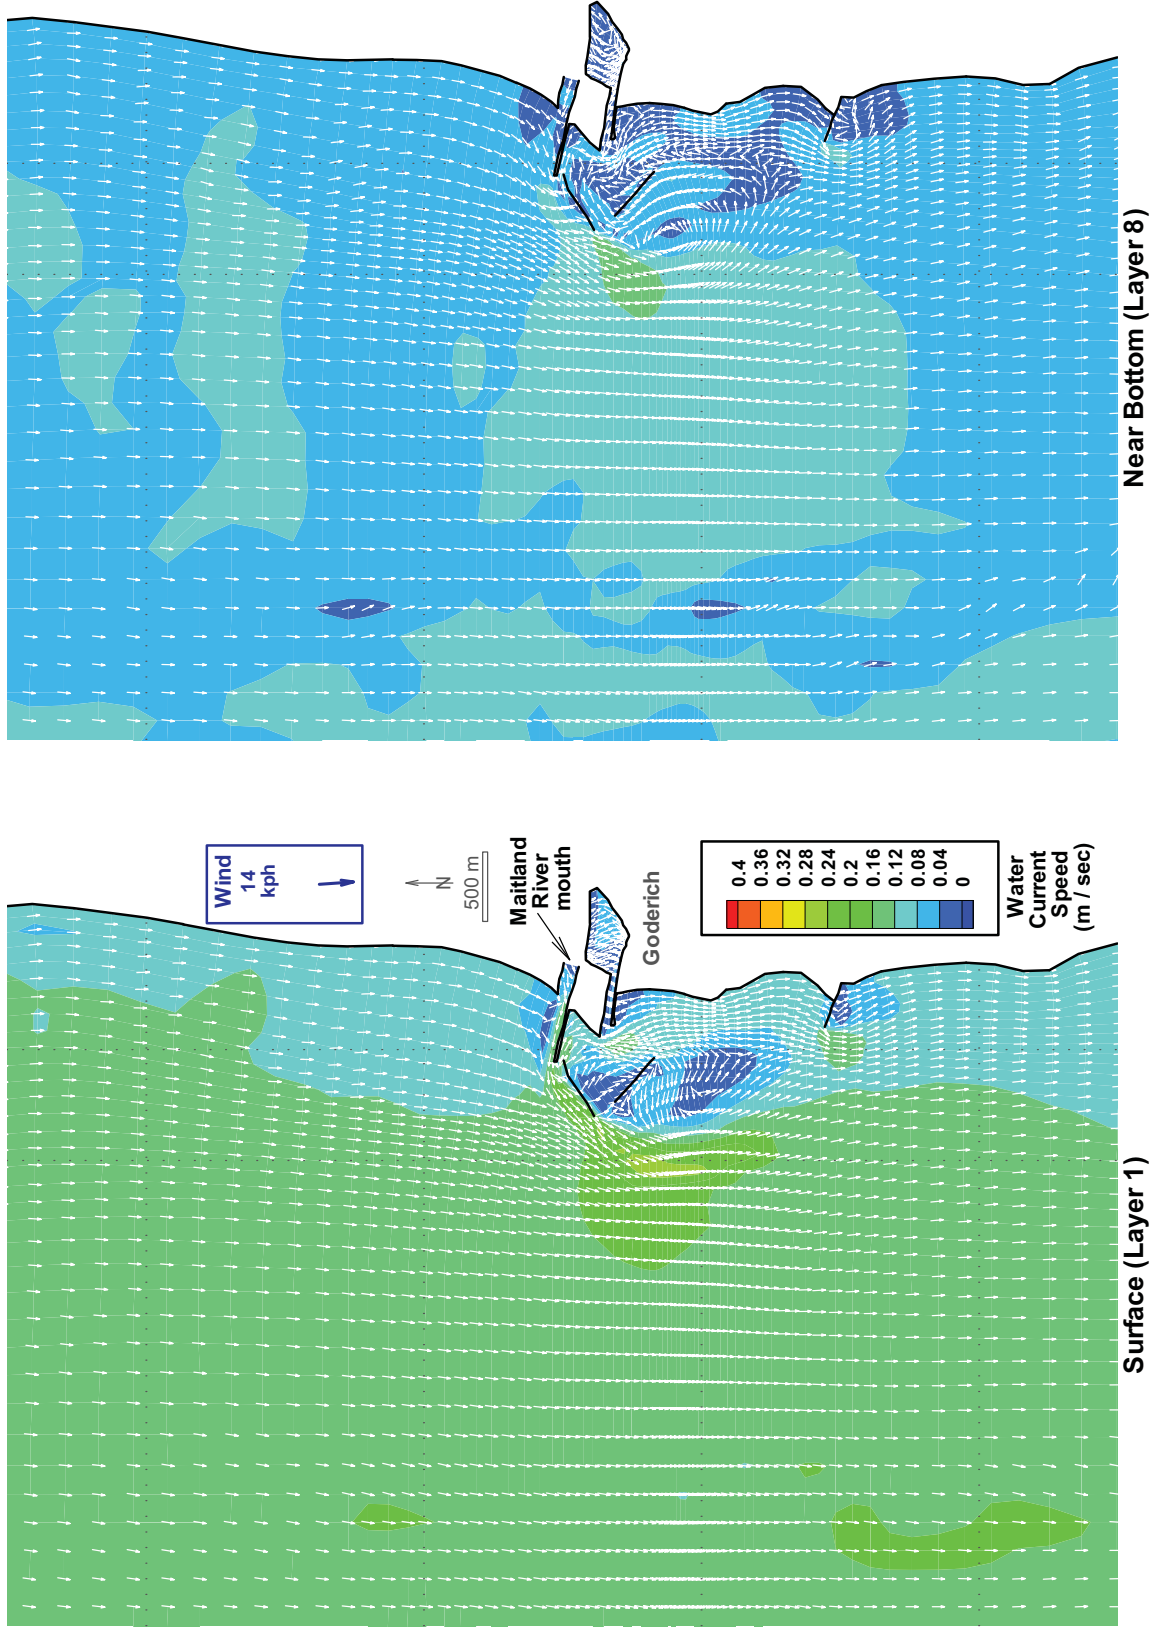 Near Bottom (Layer 8)
Wind
14
kph
N
500 m
Maitland
River
mouth
Goderich
0.4
0.36
0.32
0.28
0.24
0.2
0.16
0.12
0.08
0.04
0
Water
Current
Speed
(m / sec)
Surface (Layer 1)